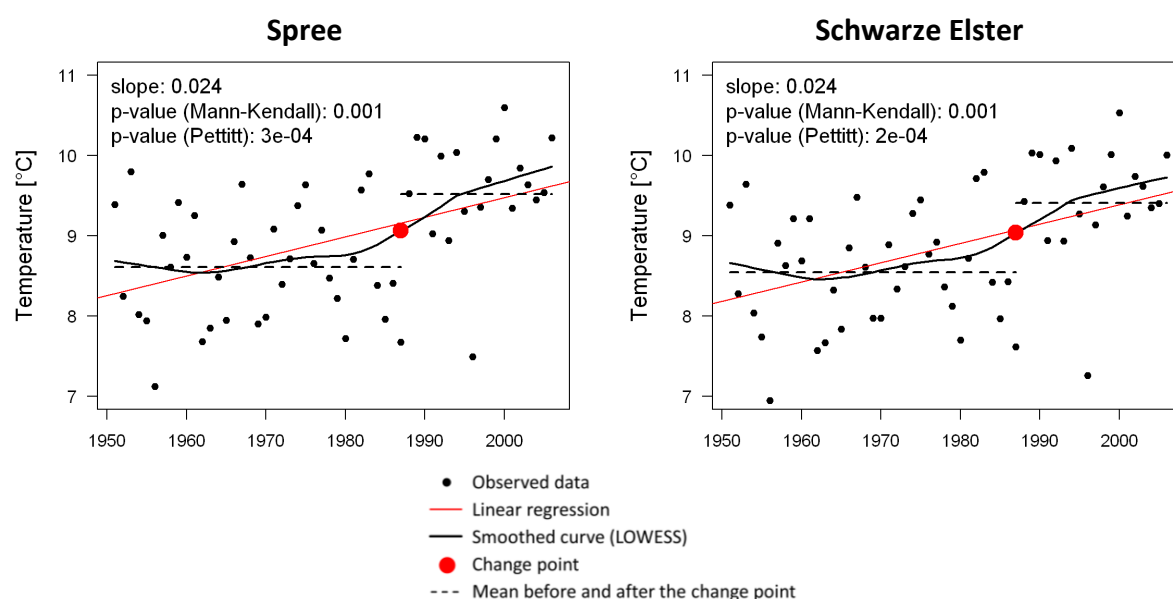 Spree
slope: 0.024
p-value (Mann-Kendall): 0.001
p-value (Pettitt): 3e-04
Temperature [°C]
11
10
9
8
7
1950 1960 1970 1980 1990 2000
Schwarze Elster
slope: 0.024
p-value (Mann-Kendall): 0.001
p-value (Pettitt): 2e-04
Temperature [°C]
11
10
9
8
7
1950 1960 1970 1980 1990 2000
Observed data
Linear regression
Smoothed curve (LOWESS)
Change point
Mean before and after the change point